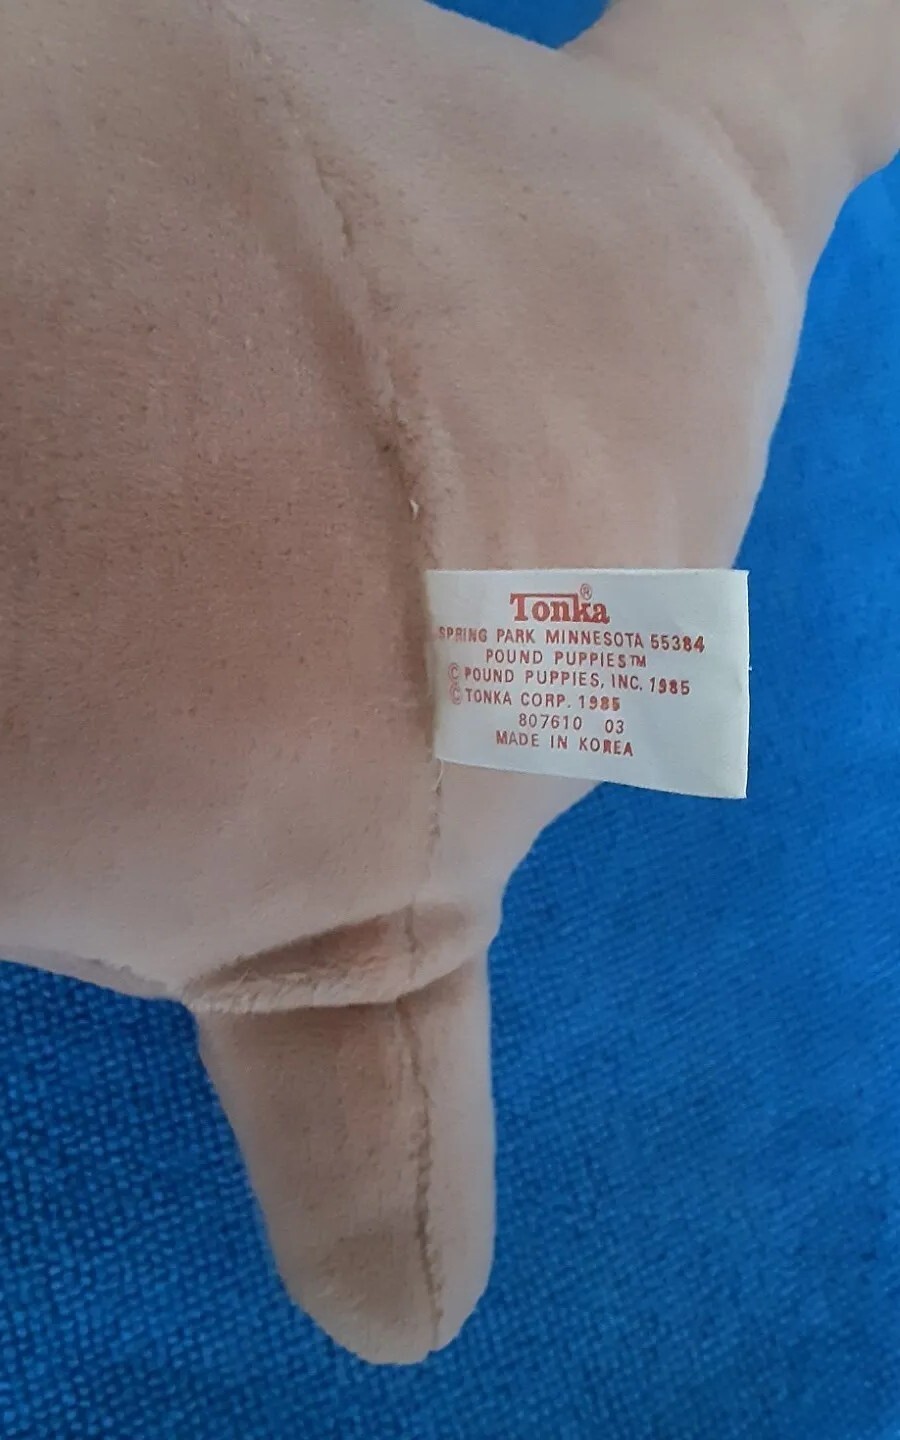 Tonka®
SPRING PARK MINNESOTA 55384
POUND PUPPIES™
© POUND PUPPIES, INC. 1985
© TONKA CORP. 1985
807610 03
MADE IN KOREA